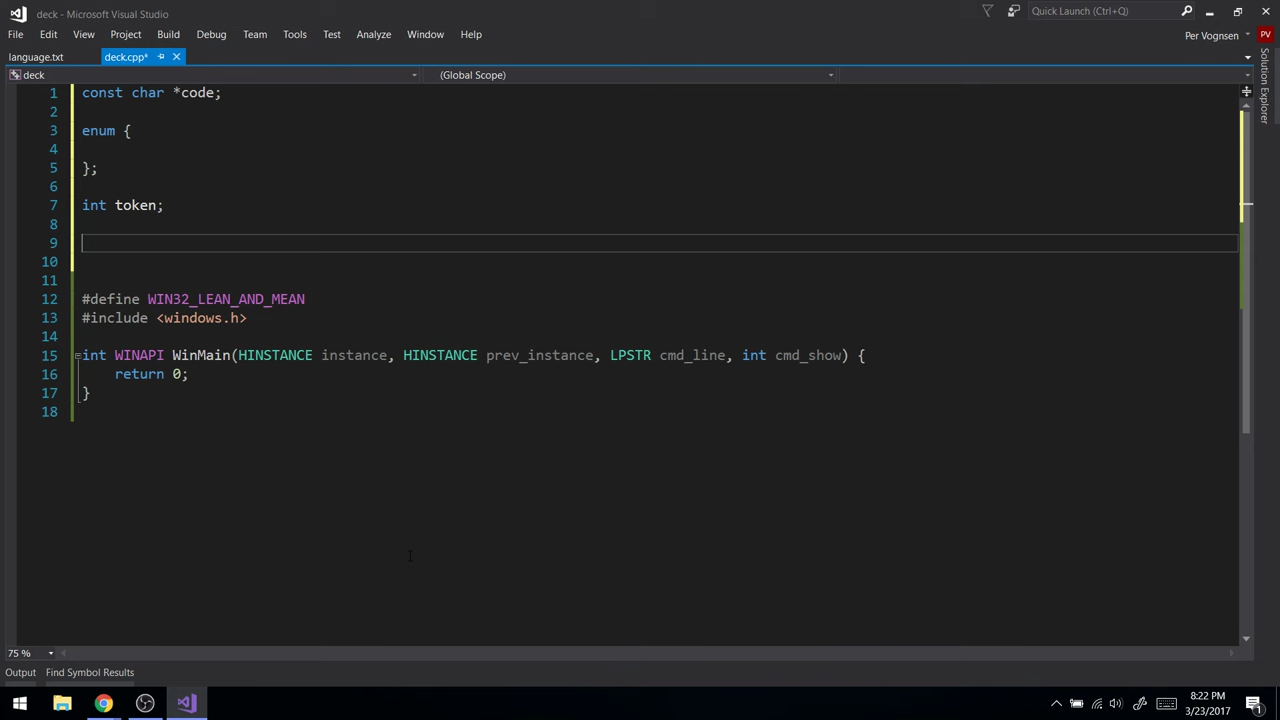 deck - Microsoft Visual Studio
Quick Launch (Ctrl+Q)
File Edit View Project Build Debug Team Tools Test Analyze Window Help
Per Vognsen PV
language.txt deck.cpp*
deck (Global Scope)
Solution Explorer
1 const char *code;
2
3 enum {
4
5 };
6
7 int token;
8
9
10
11
12 #define WIN32_LEAN_AND_MEAN
13 #include <windows.h>
14
15 int WINAPI WinMain(HINSTANCE instance, HINSTANCE prev_instance, LPSTR cmd_line, int cmd_show) {
16 return 0;
17 }
18
75 %
Output Find Symbol Results
8:22 PM
3/23/2017
1